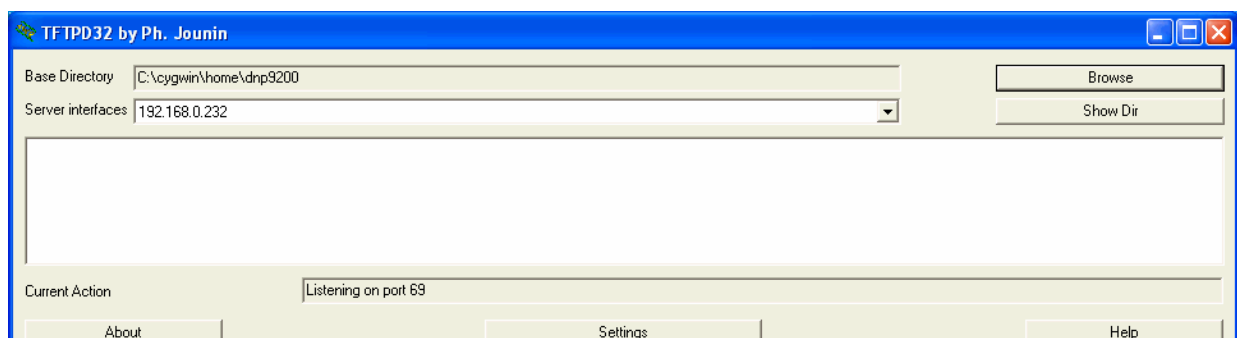 TFTPD32 by Ph. Jounin
Base Directory C:\cygwin\home\dnp9200 Browse
Server interfaces 192.168.0.232 Show Dir
Current Action Listening on port 69
About Settings Help